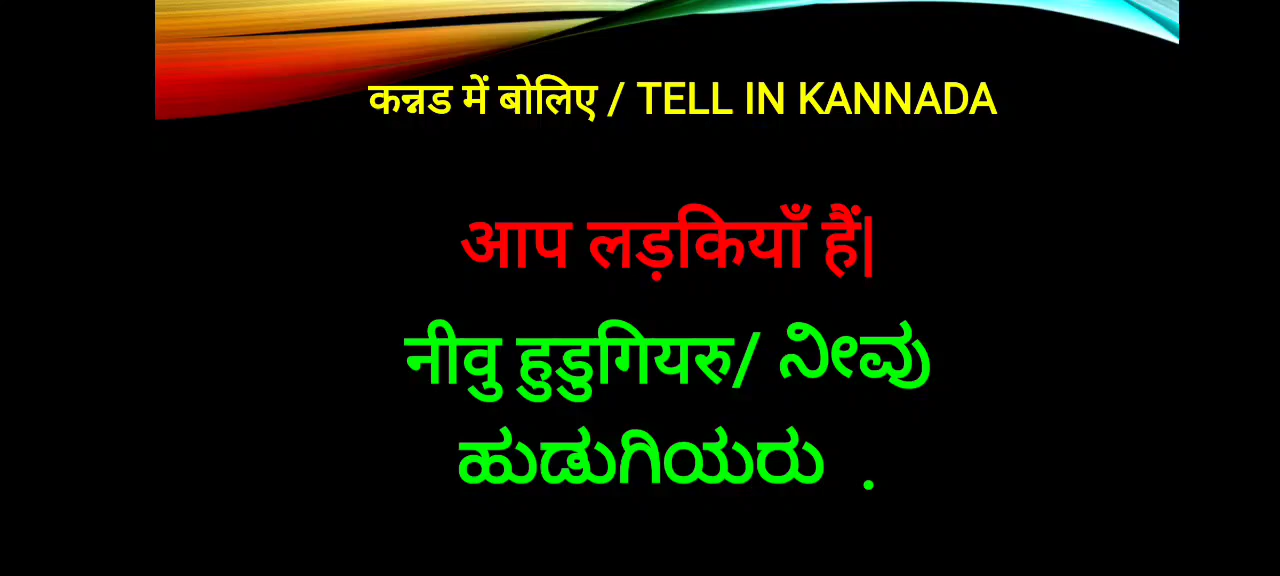 कन्नड में बोलिए / TELL IN KANNADA
आप लड़कियाँ हैं|
नीवु हुडुगियरु/ ನೀವು
ಹುಡುಗಿಯರು .